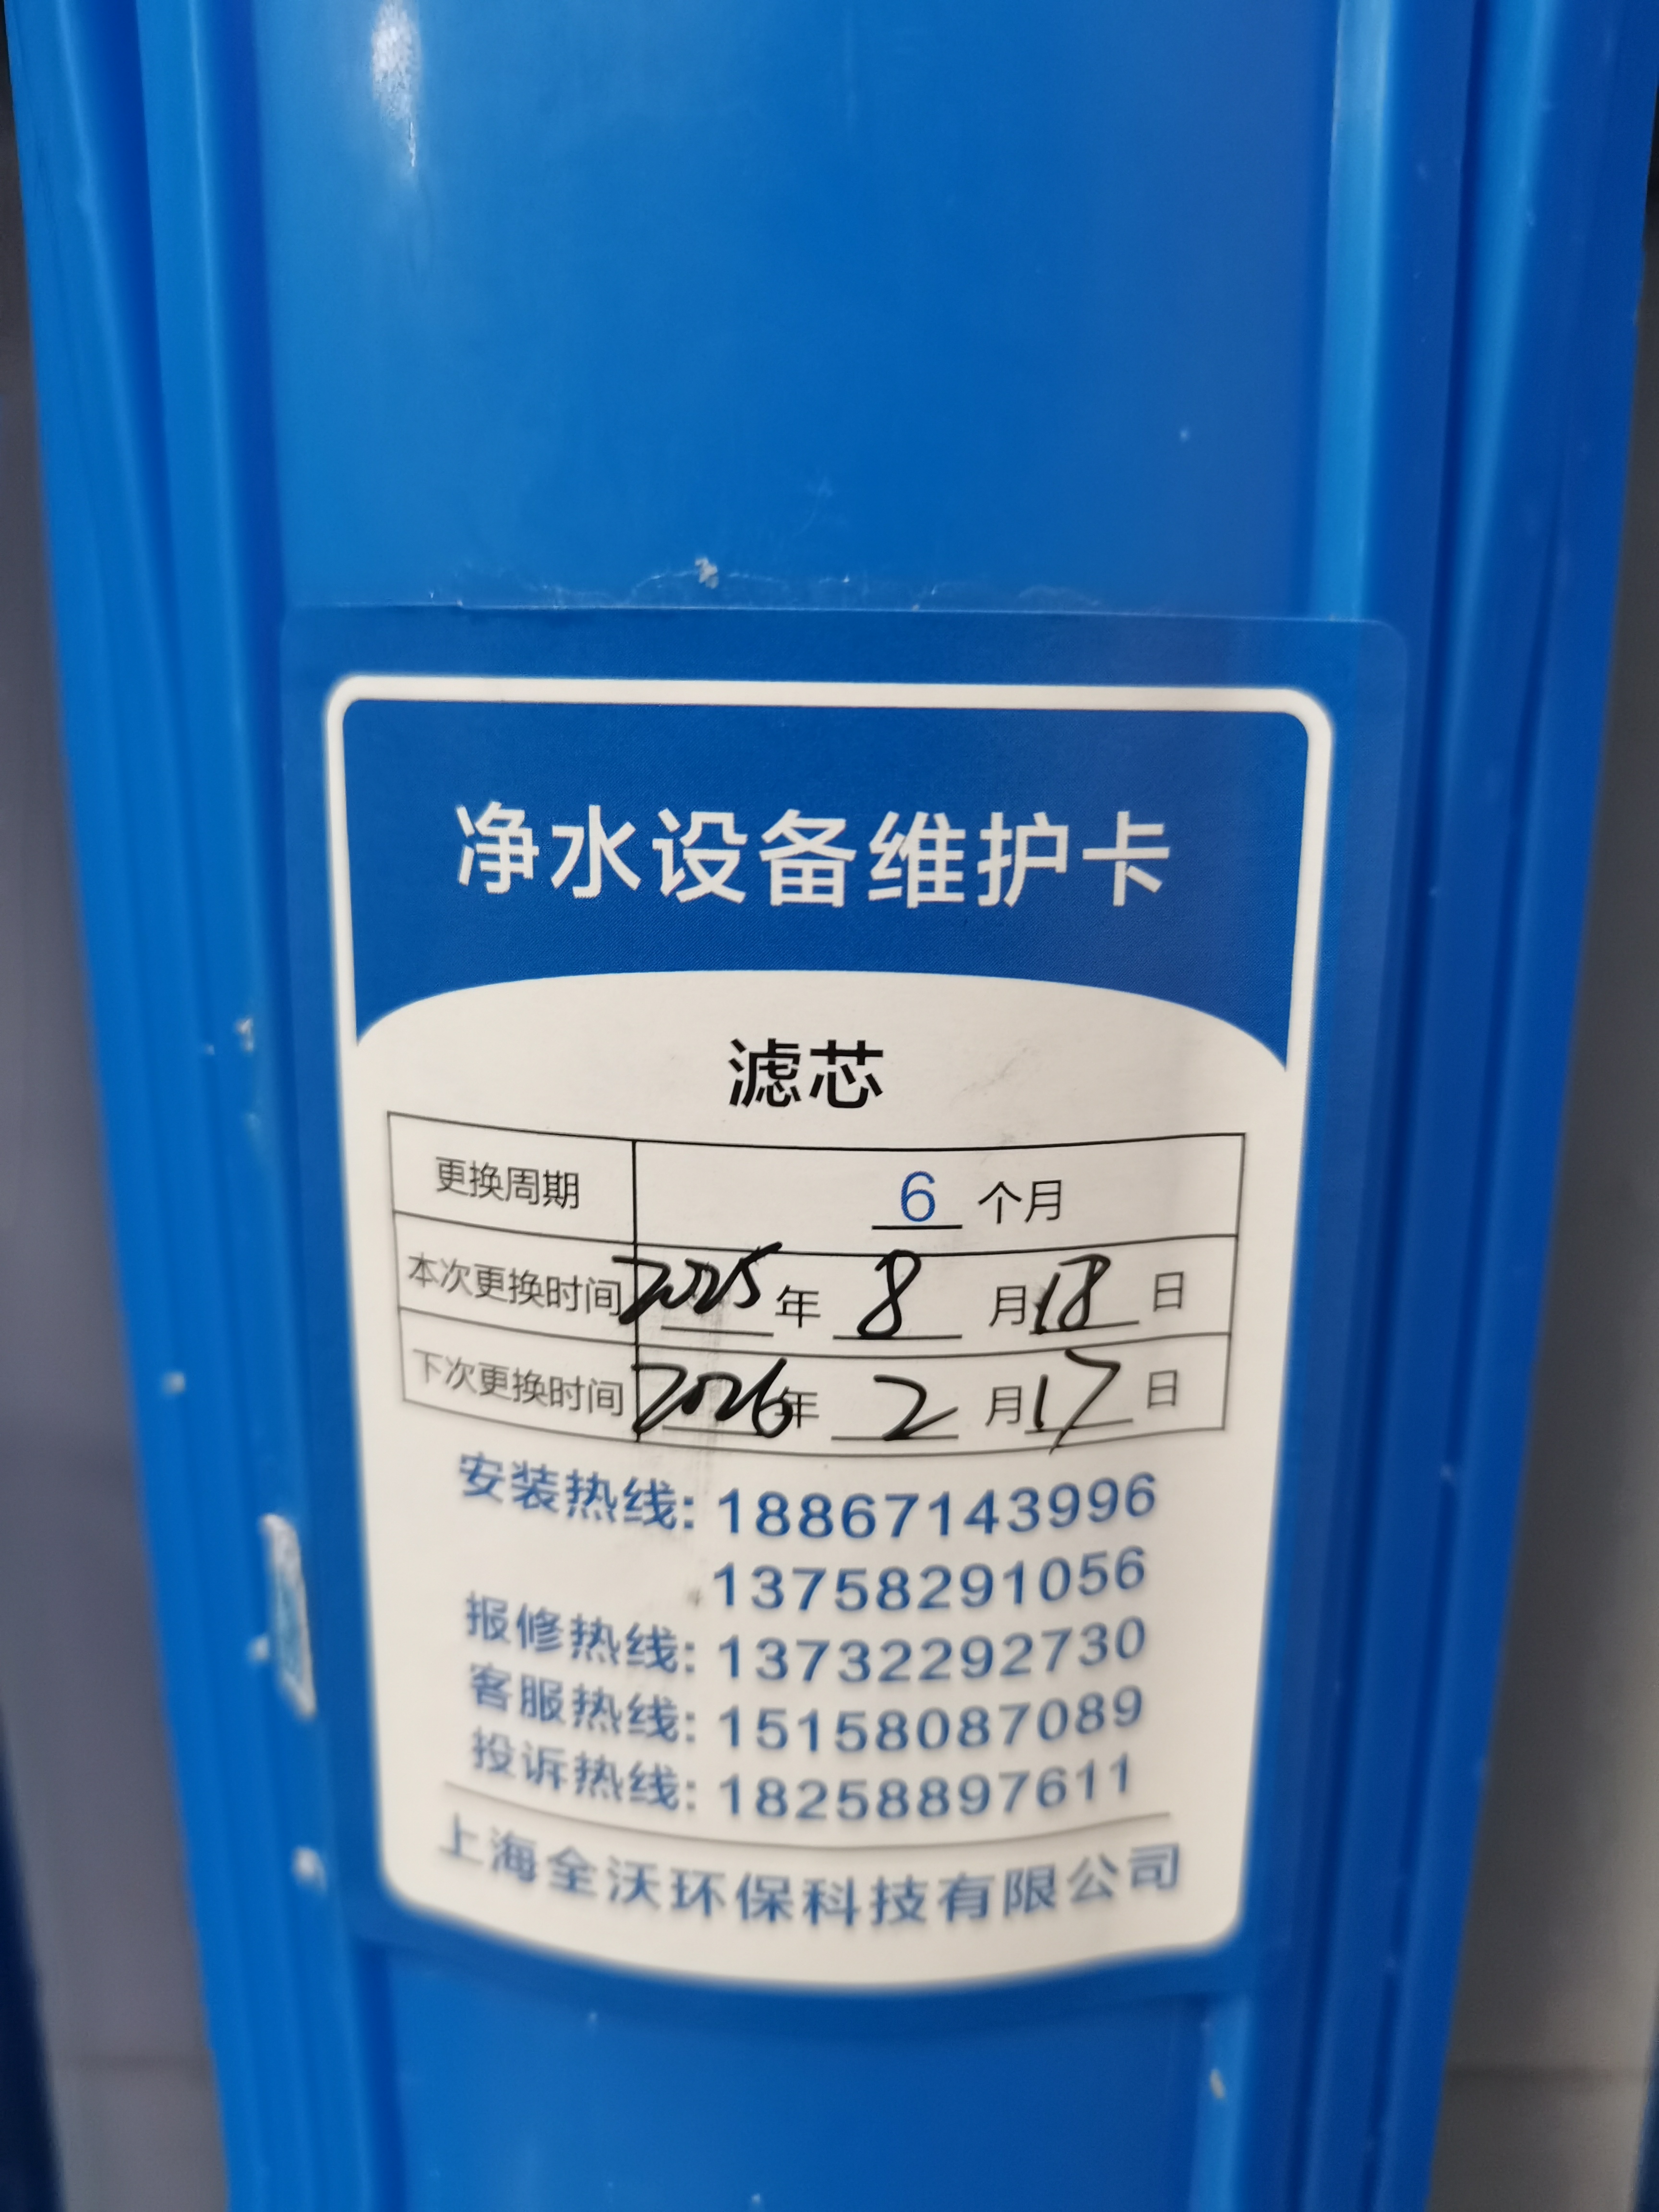 净水设备维护卡
滤芯
更换周期 6 个月
本次更换时间 2025 年 8 月 18 日
下次更换时间 2026 年 2 月 17 日
安装热线: 18867143996
13758291056
报修热线: 13732292730
客服热线: 15158087089
投诉热线: 18258897611
上海全沃环保科技有限公司